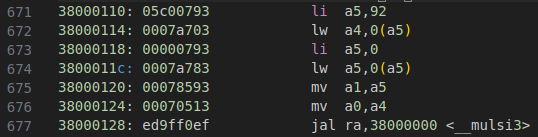 671 38000110: 05c00793 li a5,92
672 38000114: 0007a703 lw a4,0(a5)
673 38000118: 00000793 li a5,0
674 3800011c: 0007a783 lw a5,0(a5)
675 38000120: 00078593 mv a1,a5
676 38000124: 00070513 mv a0,a4
677 38000128: ed9ff0ef jal ra,38000000 <__mulsi3>